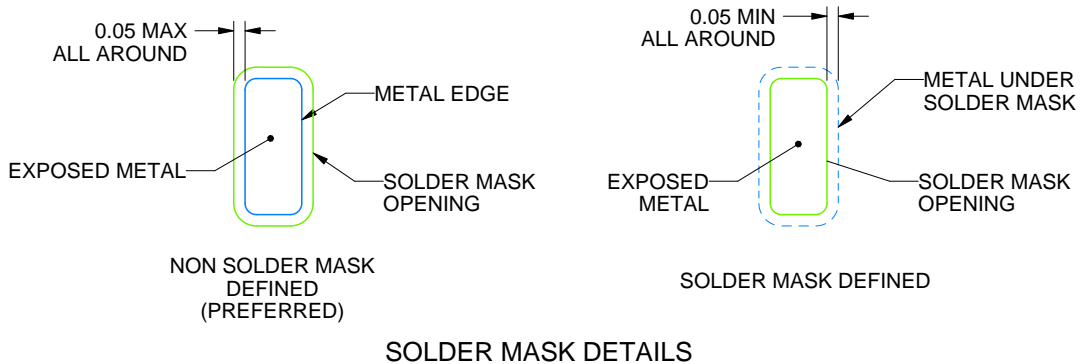 0.05 MAX
ALL AROUND
METAL EDGE
EXPOSED METAL
SOLDER MASK
OPENING
NON SOLDER MASK
DEFINED
(PREFERRED)
0.05 MIN
ALL AROUND
METAL UNDER
SOLDER MASK
EXPOSED
METAL
SOLDER MASK
OPENING
SOLDER MASK DEFINED
SOLDER MASK DETAILS